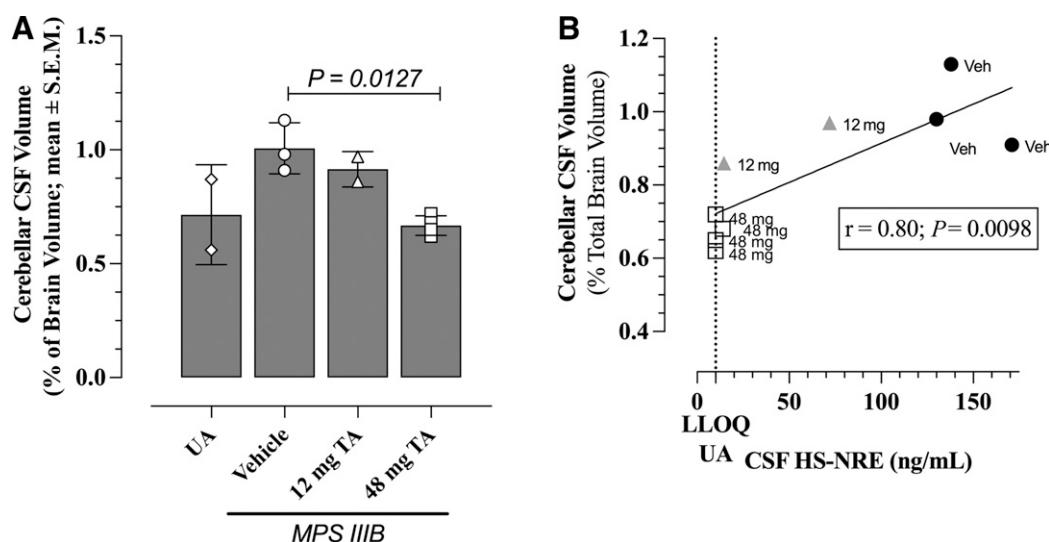 A
Cerebellar CSF Volume
(% of Brain Volume; mean ± S.E.M.)
1.5
1.0
0.5
0.0
P = 0.0127
UA
Vehicle
12 mg TA
48 mg TA
MPS IIIB
B
Cerebellar CSF Volume
(% Total Brain Volume)
1.2
1.0
0.8
0.6
0.4
Veh
12 mg
Veh
Veh
12 mg
48 mg
48 mg
48 mg
48 mg
r = 0.80; P = 0.0098
0 50 100 150
LLOQ
UA CSF HS-NRE (ng/mL)